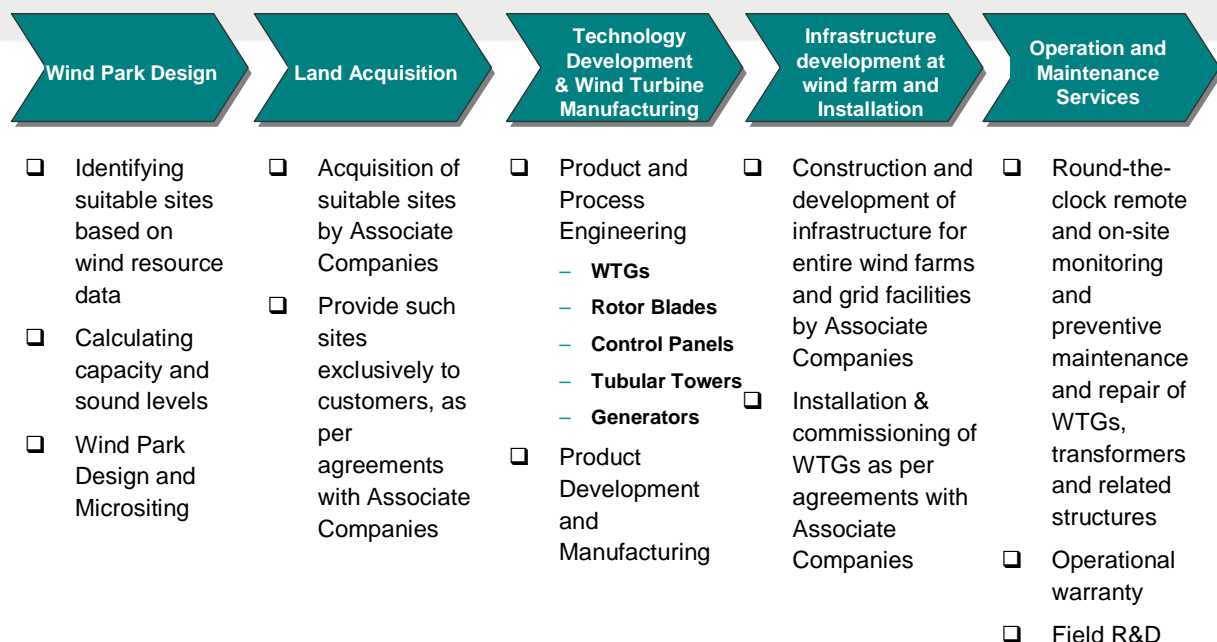 Wind Park Design
Land Acquisition
Technology
Development
& Wind Turbine
Manufacturing
Infrastructure
development at
wind farm and
Installation
Operation and
Maintenance
Services
Identifying
suitable sites
based on
wind resource
data
Calculating
capacity and
sound levels
Wind Park
Design and
Micrositing
Acquisition of
suitable sites
by Associate
Companies
Provide such
sites
exclusively to
customers, as
per
agreements
with Associate
Companies
Product and
Process
Engineering
– WTGs
– Rotor Blades
– Control Panels
– Tubular Towers
– Generators
Product
Development
and
Manufacturing
Construction and
development of
infrastructure for
entire wind farms
and grid facilities
by Associate
Companies
Installation &
commissioning of
WTGs as per
agreements with
Associate
Companies
Round-the-
clock remote
and on-site
monitoring
and
preventive
maintenance
and repair of
WTGs,
transformers
and related
structures
Operational
warranty
Field R&D